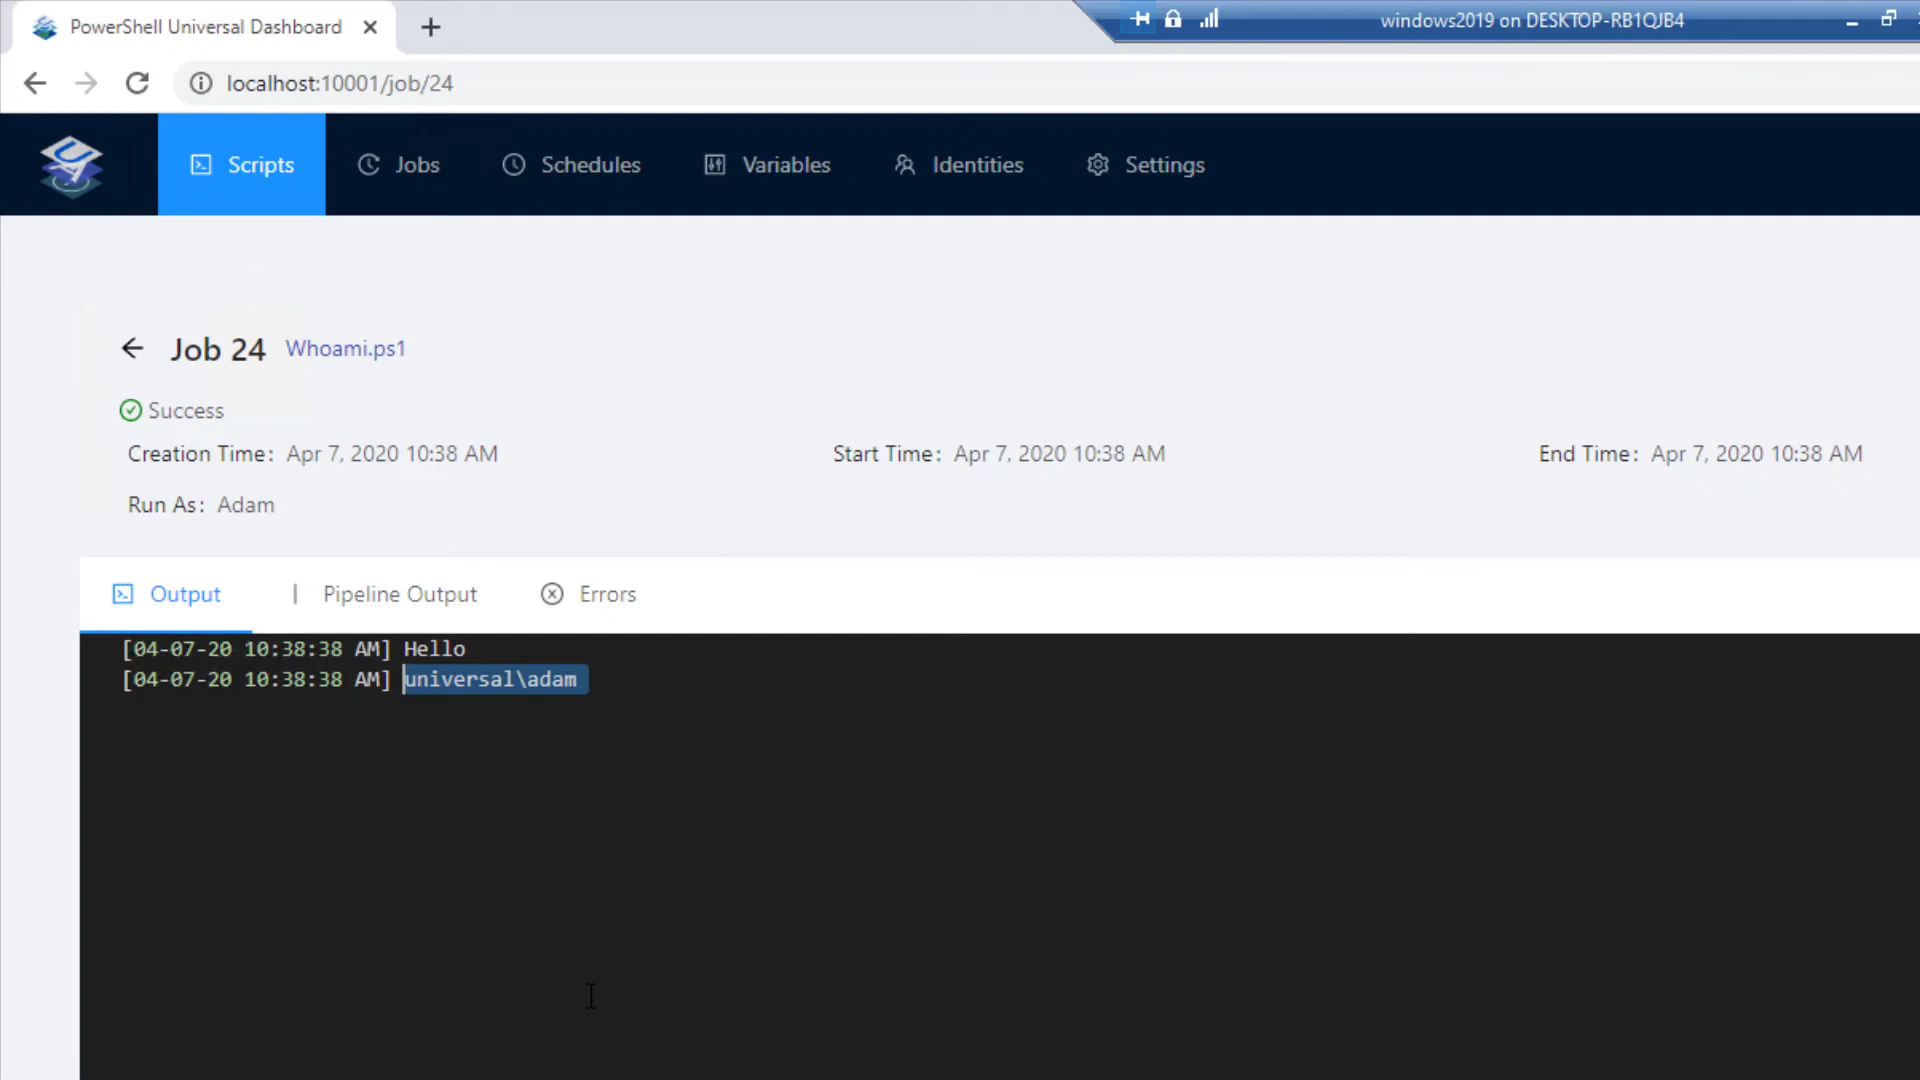 PowerShell Universal Dashboard
windows2019 on DESKTOP-RB1QJB4
localhost:10001/job/24
Scripts Jobs Schedules Variables Identities Settings
Job 24 Whoami.ps1
Success
Creation Time: Apr 7, 2020 10:38 AM Start Time: Apr 7, 2020 10:38 AM End Time: Apr 7, 2020 10:38 AM
Run As: Adam
Output | Pipeline Output Errors
[04-07-20 10:38:38 AM] Hello
[04-07-20 10:38:38 AM] universal\adam